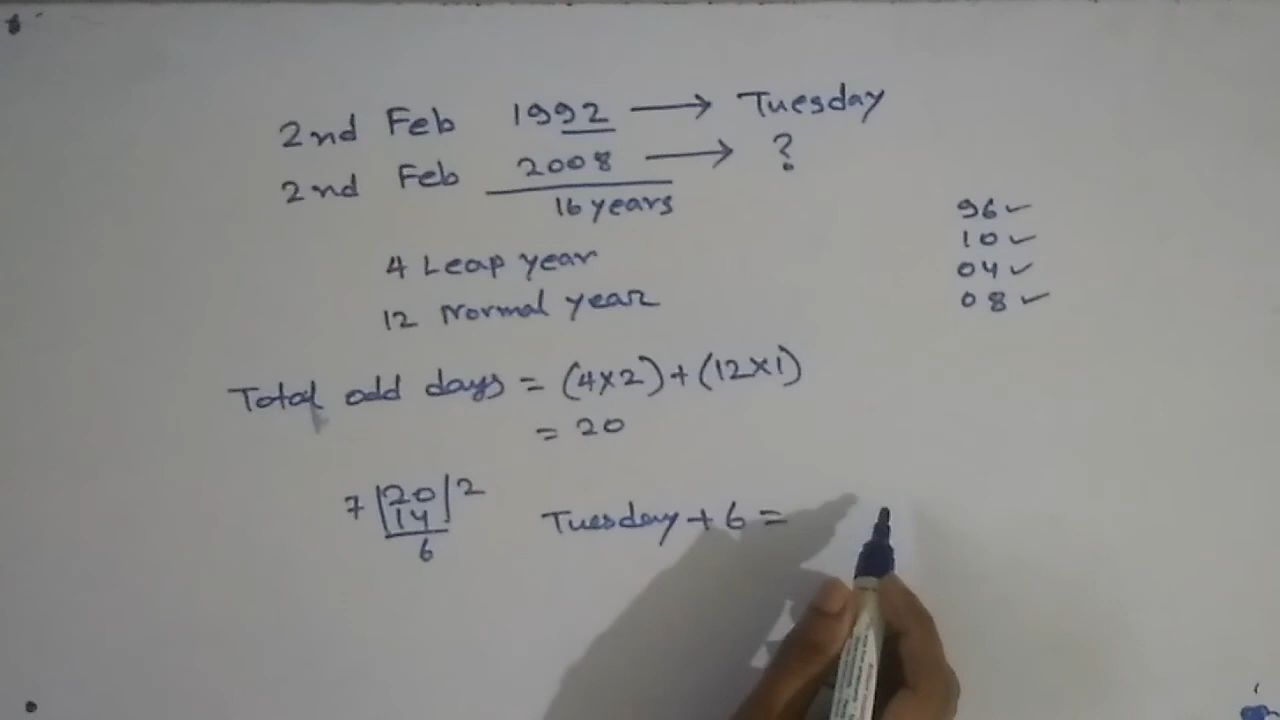 2nd Feb 1992 → Tuesday
2nd Feb 2008 → ?
16 years
4 Leap year
12 Normal year
96 ✓
10 ✓
04 ✓
08 ✓
Total odd days = (4×2)+(12×1)
= 20
7 20 2
14
6
Tuesday + 6 =